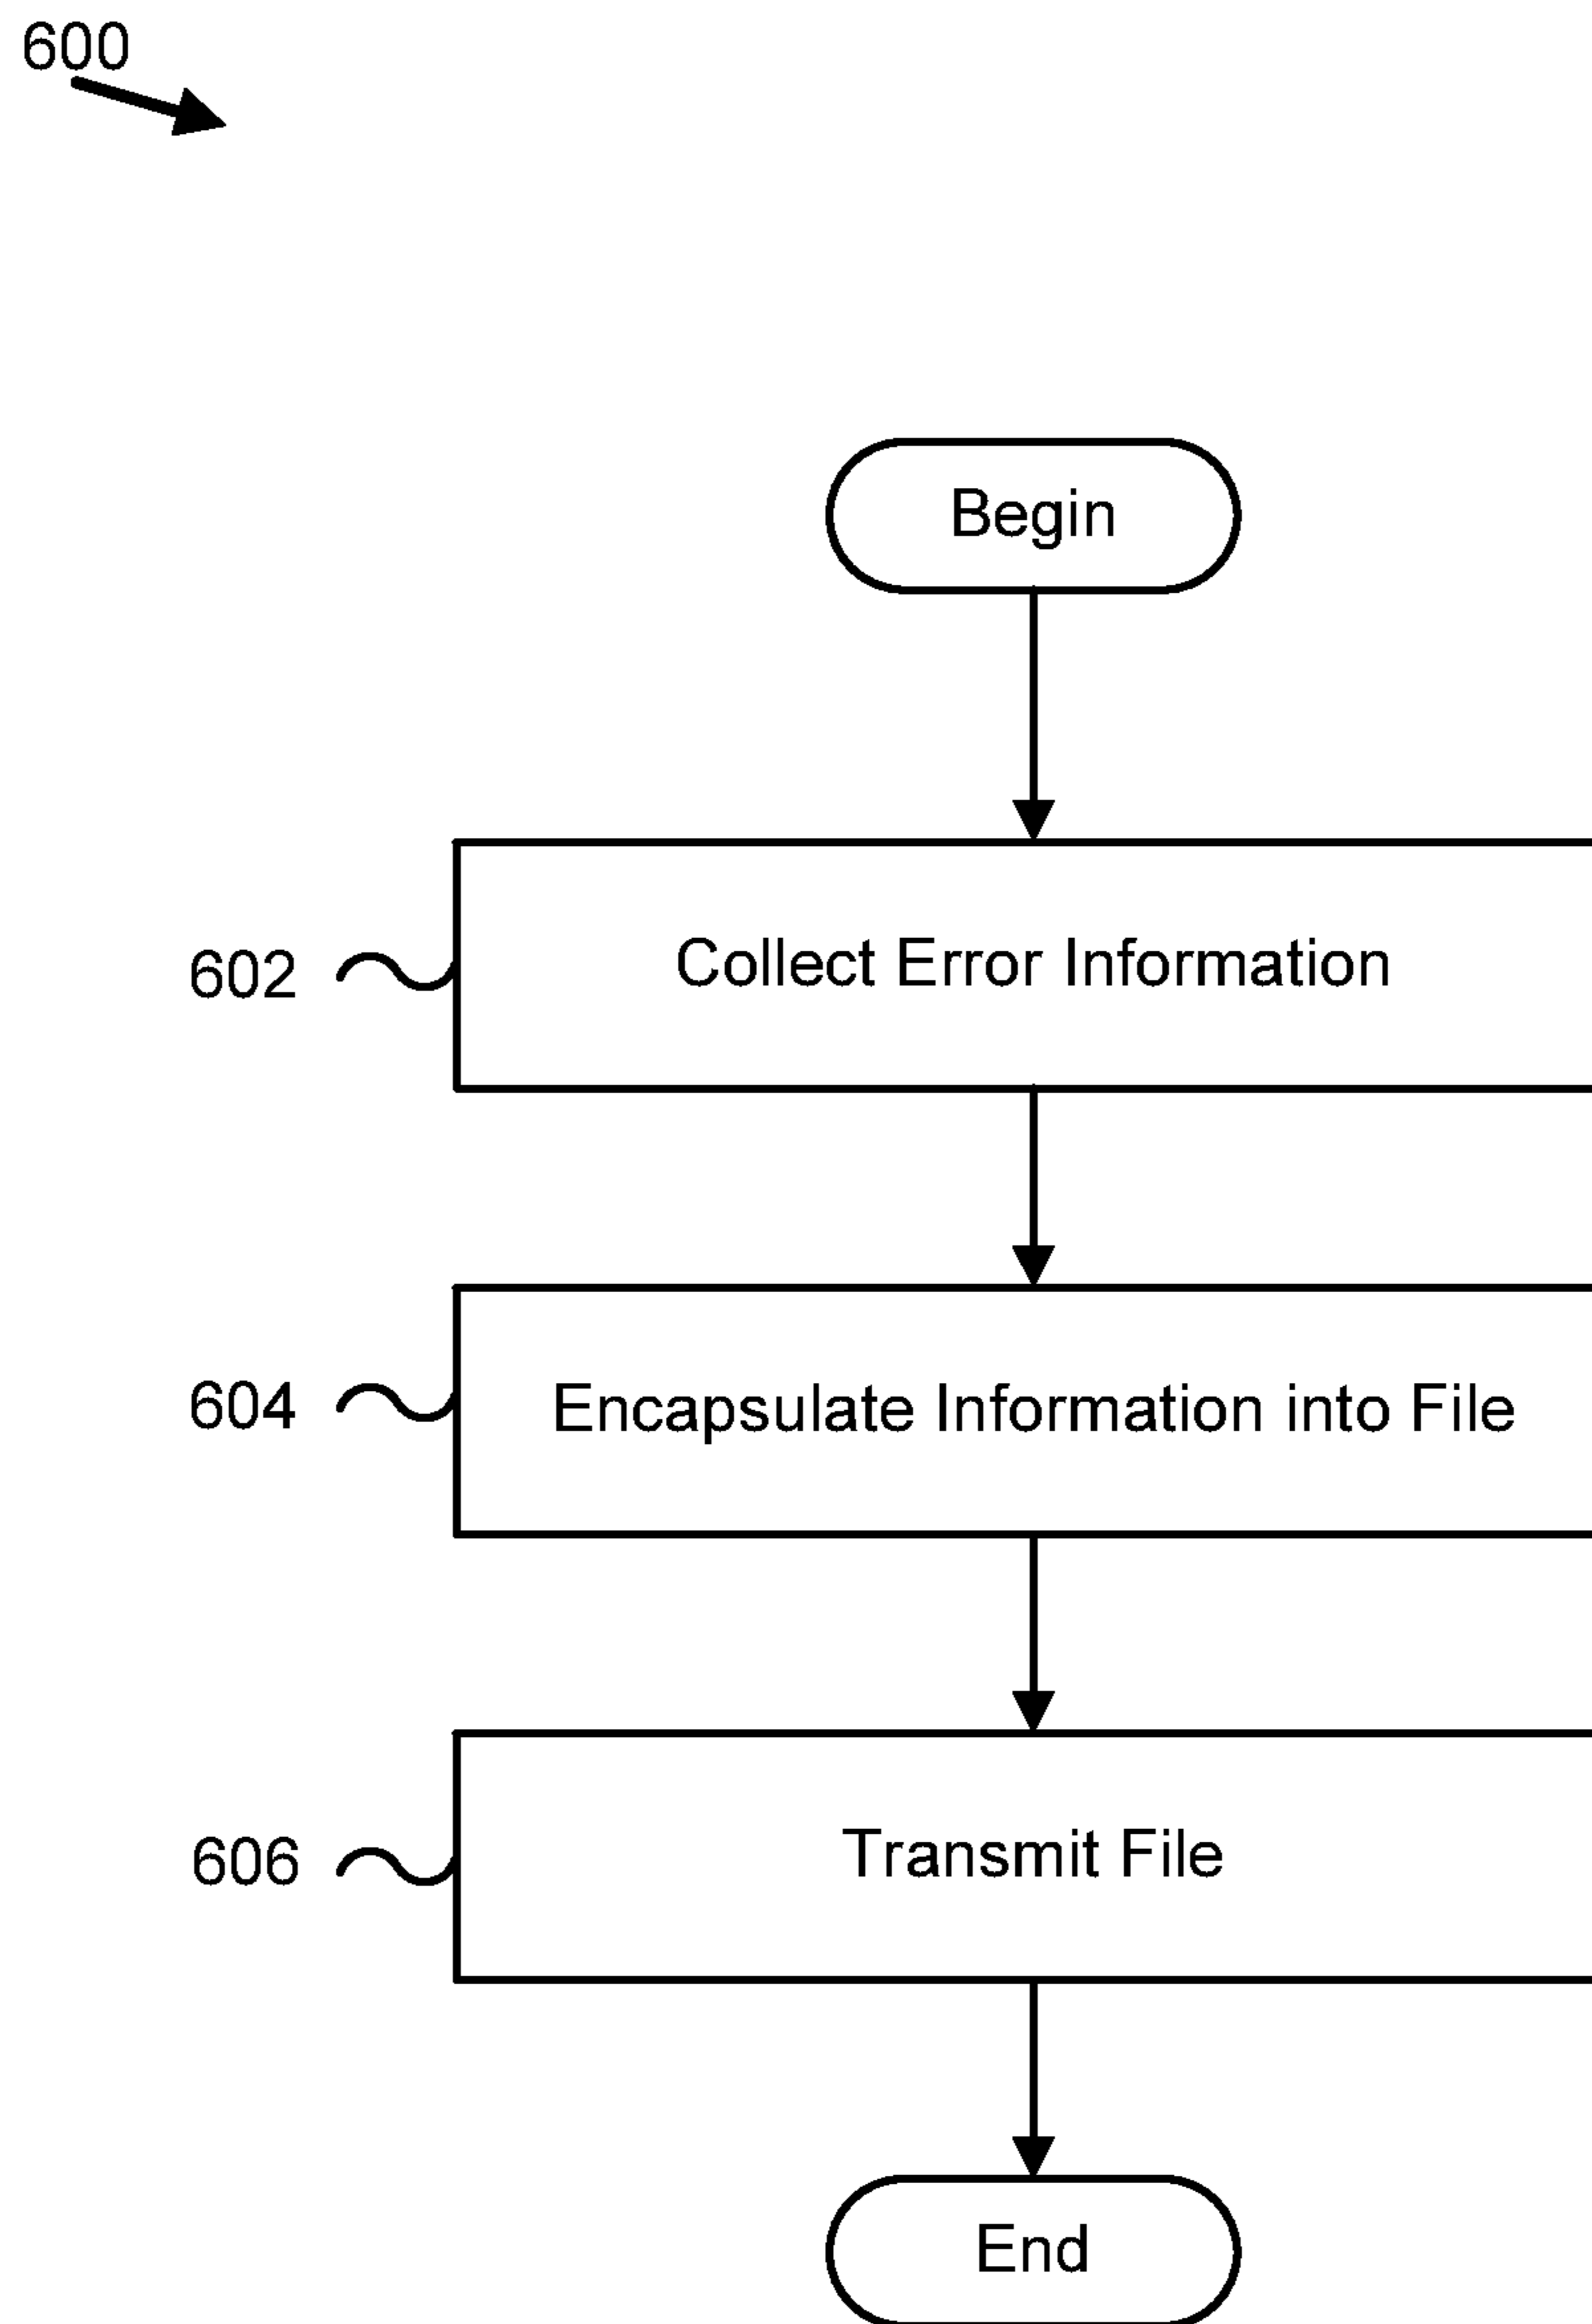 600
Begin
602 Collect Error Information
604 Encapsulate Information into File
606 Transmit File
End